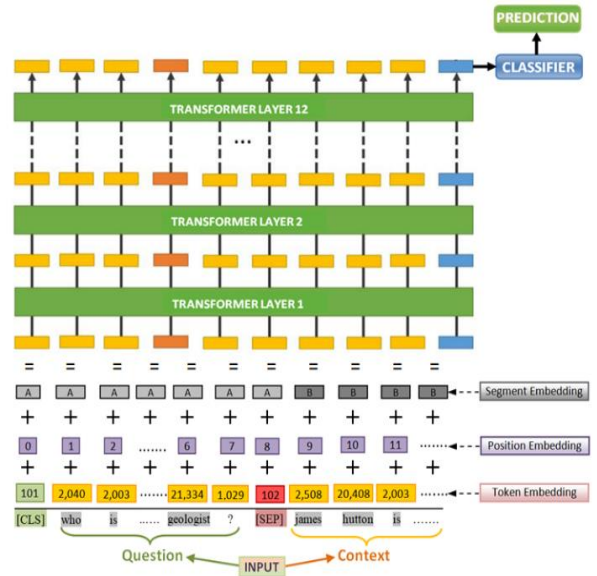 PREDICTION
CLASSIFIER
TRANSFORMER LAYER 12
...
TRANSFORMER LAYER 2
TRANSFORMER LAYER 1
= = = = = = = = = = =
A A A A A A A B B B B Segment Embedding
+ + + + + + + + + + +
0 1 2 ....... 6 7 8 9 10 11 ...... Position Embedding
+ + + + + + + + + + +
101 2,040 2,003 ....... 21,334 1,029 102 2,508 20,408 2,003 ....... Token Embedding
[CLS] who is ...... geologist ? [SEP] james hutton is .......
Question INPUT Context